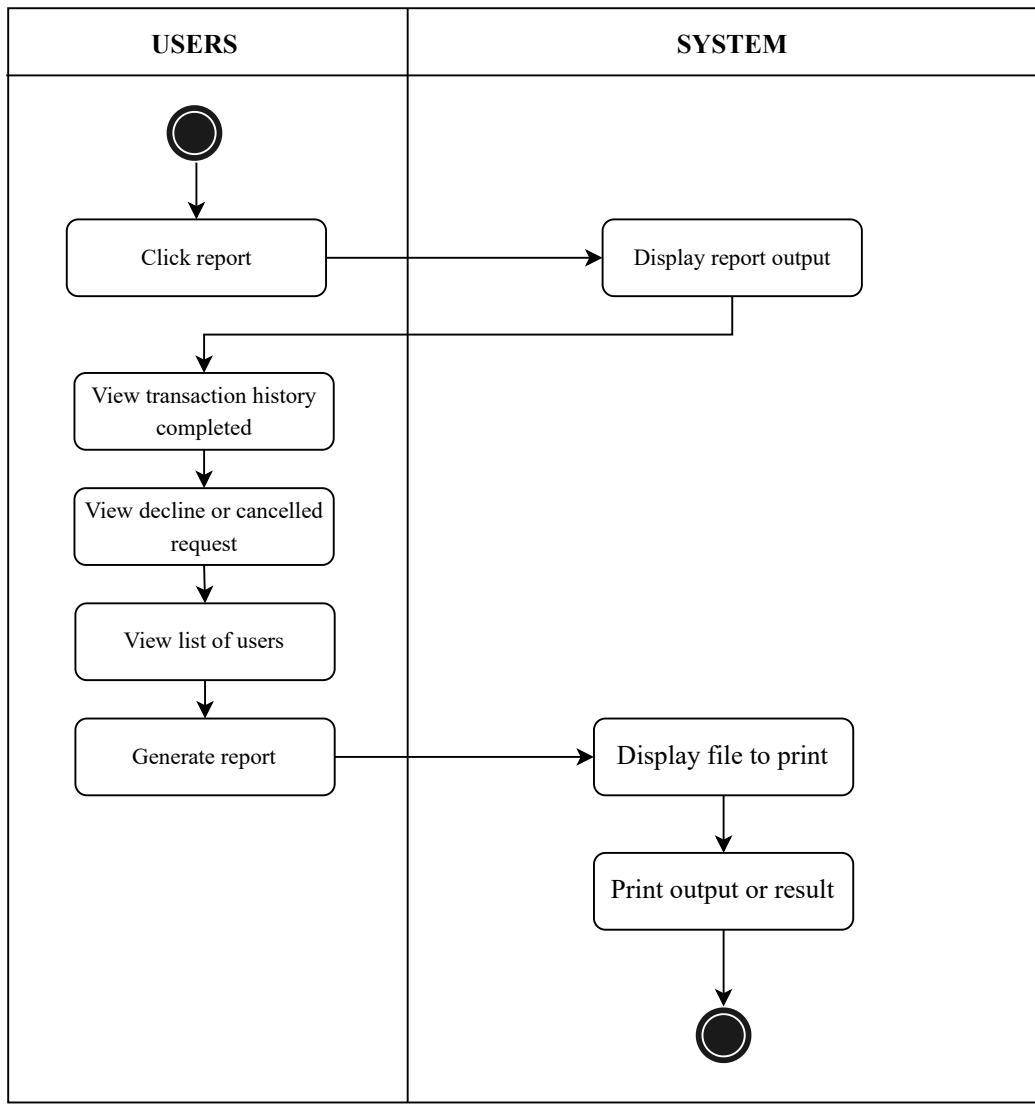 USERS
SYSTEM
Click report
Display report output
View transaction history
completed
View decline or cancelled
request
View list of users
Generate report
Display file to print
Print output or result